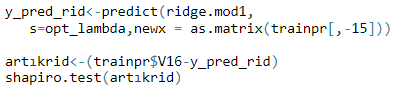 y_pred_rid<-predict(ridge.mod1,
s=opt_lambda,newx = as.matrix(trainpr[,-15]))
artıkrid<-(trainpr$V16-y_pred_rid)
shapiro.test(artıkrid)